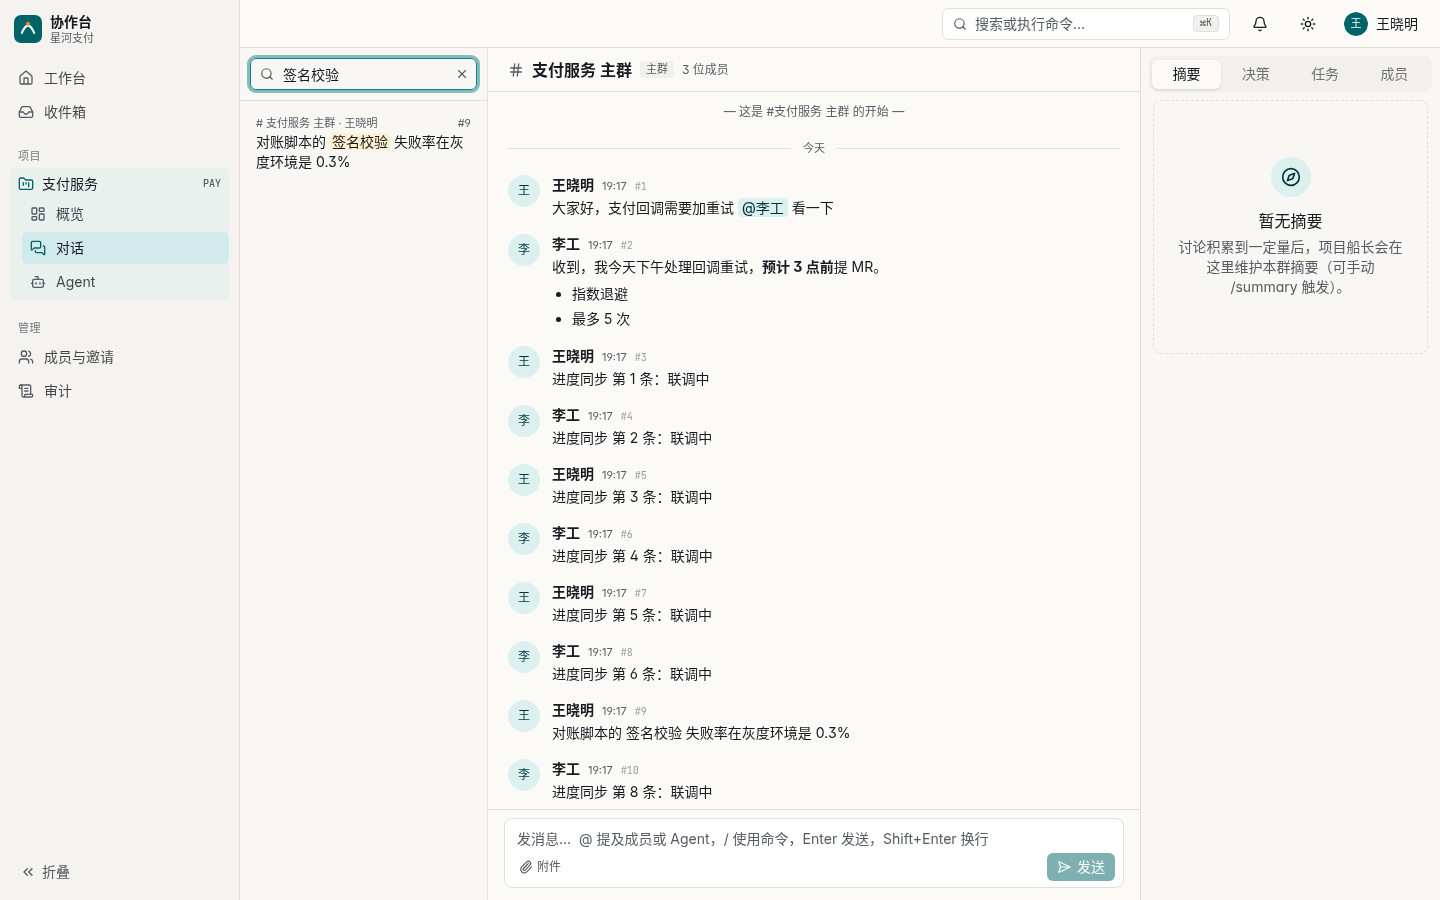 协作台
星河支付
搜索或执行命令...
⌘K
王
王晓明
工作台
收件箱
项目
支付服务
PAY
概览
对话
Agent
管理
成员与邀请
审计
折叠
签名校验
# 支付服务 主群 · 王晓明
#9
对账脚本的 签名校验 失败率在灰
度环境是 0.3%
支付服务 主群
主群
3 位成员
— 这是 #支付服务 主群 的开始 —
今天
王
王晓明 19:17 #1
大家好，支付回调需要加重试 @李工 看一下
李
李工 19:17 #2
收到，我今天下午处理回调重试，预计 3 点前提 MR。
• 指数退避
• 最多 5 次
王
王晓明 19:17 #3
进度同步 第 1 条：联调中
李
李工 19:17 #4
进度同步 第 2 条：联调中
王
王晓明 19:17 #5
进度同步 第 3 条：联调中
李
李工 19:17 #6
进度同步 第 4 条：联调中
王
王晓明 19:17 #7
进度同步 第 5 条：联调中
李
李工 19:17 #8
进度同步 第 6 条：联调中
王
王晓明 19:17 #9
对账脚本的 签名校验 失败率在灰度环境是 0.3%
李
李工 19:17 #10
进度同步 第 8 条：联调中
发消息... @ 提及成员或 Agent，/ 使用命令，Enter 发送，Shift+Enter 换行
附件
发送
摘要
决策
任务
成员
暂无摘要
讨论积累到一定量后，项目船长会在
这里维护本群摘要（可手动
/summary 触发）。